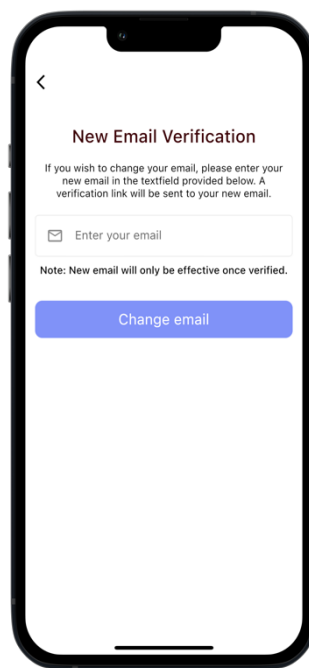 New Email Verification
If you wish to change your email, please enter your
new email in the textfield provided below. A
verification link will be sent to your new email.
Enter your email
Note: New email will only be effective once verified.
Change email